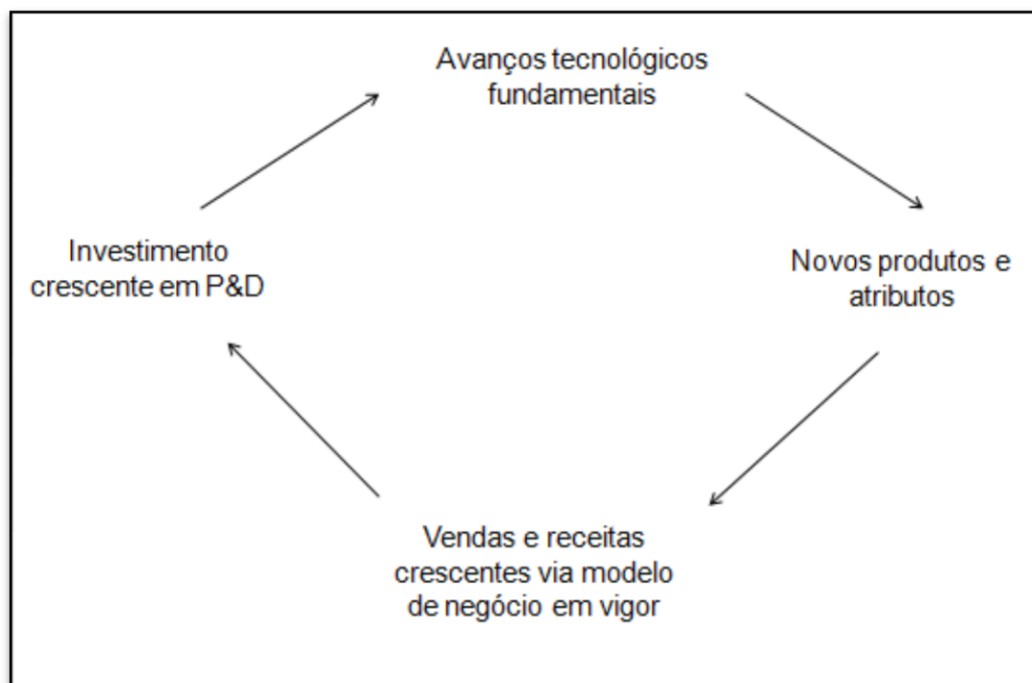 Avanços tecnológicos
fundamentais
Investimento
crescente em P&D
Novos produtos e
atributos
Vendas e receitas
crescentes via modelo
de negócio em vigor